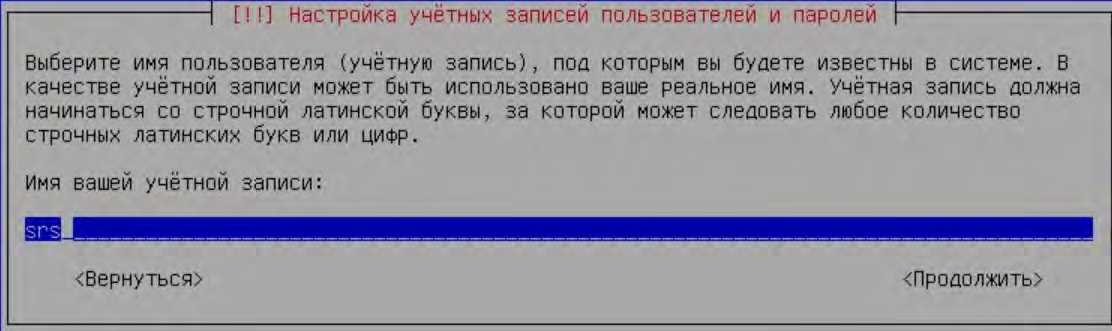 [!!] Настройка учётных записей пользователей и паролей
Выберите имя пользователя (учётную запись), под которым вы будете известны в системе. В
качестве учётной записи может быть использовано ваше реальное имя. Учётная запись должна
начинаться со строчной латинской буквы, за которой может следовать любое количество
строчных латинских букв или цифр.
Имя вашей учётной записи:
srs
<Вернуться> <Продолжить>